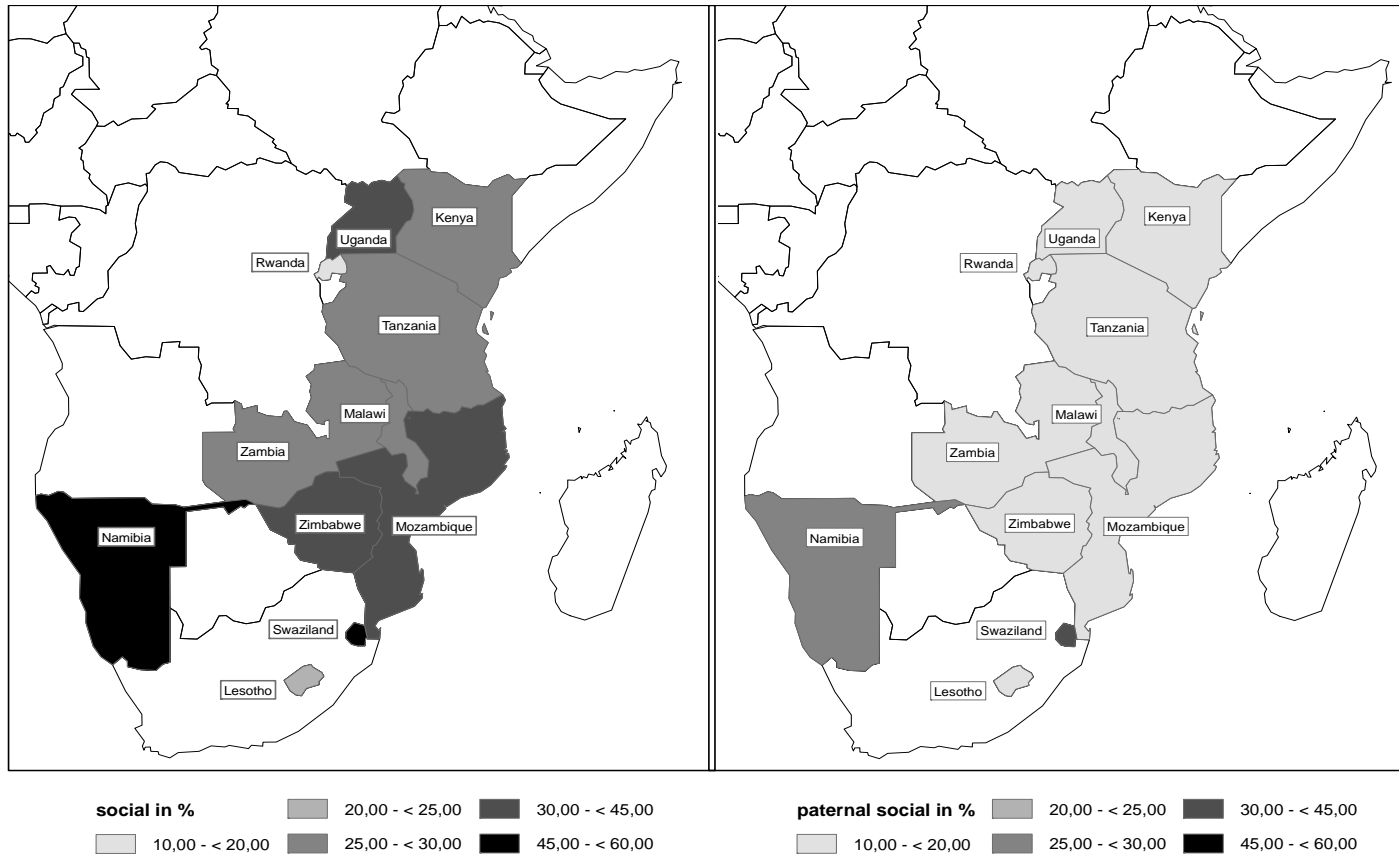 Kenya
Uganda
Rwanda
Tanzania
Malawi
Zambia
Zimbabwe
Mozambique
Namibia
Swaziland
Lesotho
Kenya
Uganda
Rwanda
Tanzania
Malawi
Zambia
Zimbabwe
Mozambique
Namibia
Swaziland
Lesotho
social in %
20,00 - < 25,00
30,00 - < 45,00
10,00 - < 20,00
25,00 - < 30,00
45,00 - < 60,00
paternal social in %
20,00 - < 25,00
30,00 - < 45,00
10,00 - < 20,00
25,00 - < 30,00
45,00 - < 60,00